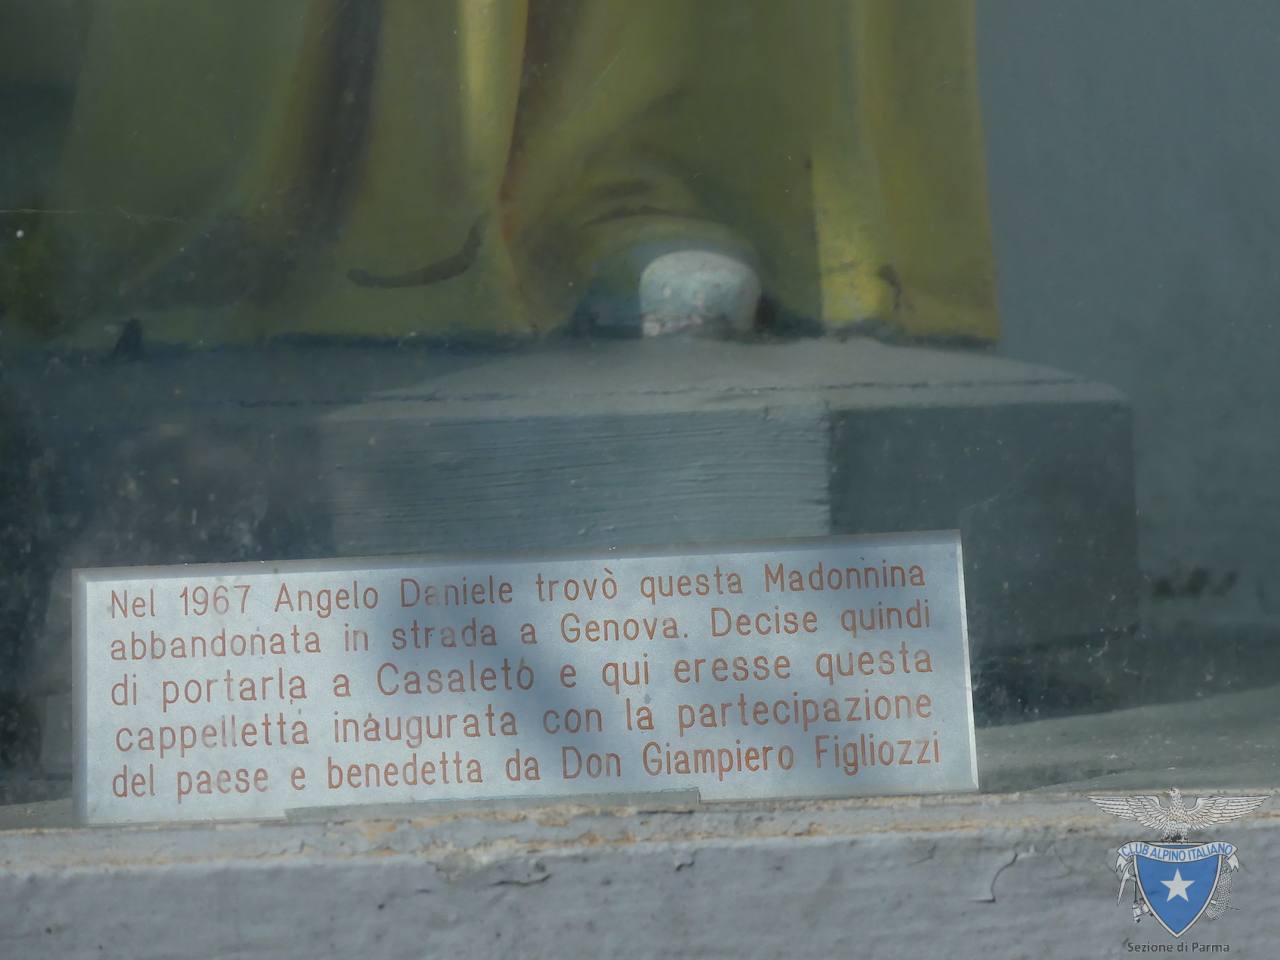 Nel 1967 Angelo Daniele trovò questa Madonnina
abbandonata in strada a Genova. Decise quindi
di portarla a Casaleto e qui eresse questa
cappelletta inaugurata con la partecipazione
del paese e benedetta da Don Giampiero Figliozzi
CLUB ALPINO ITALIANO
Sezione di Parma